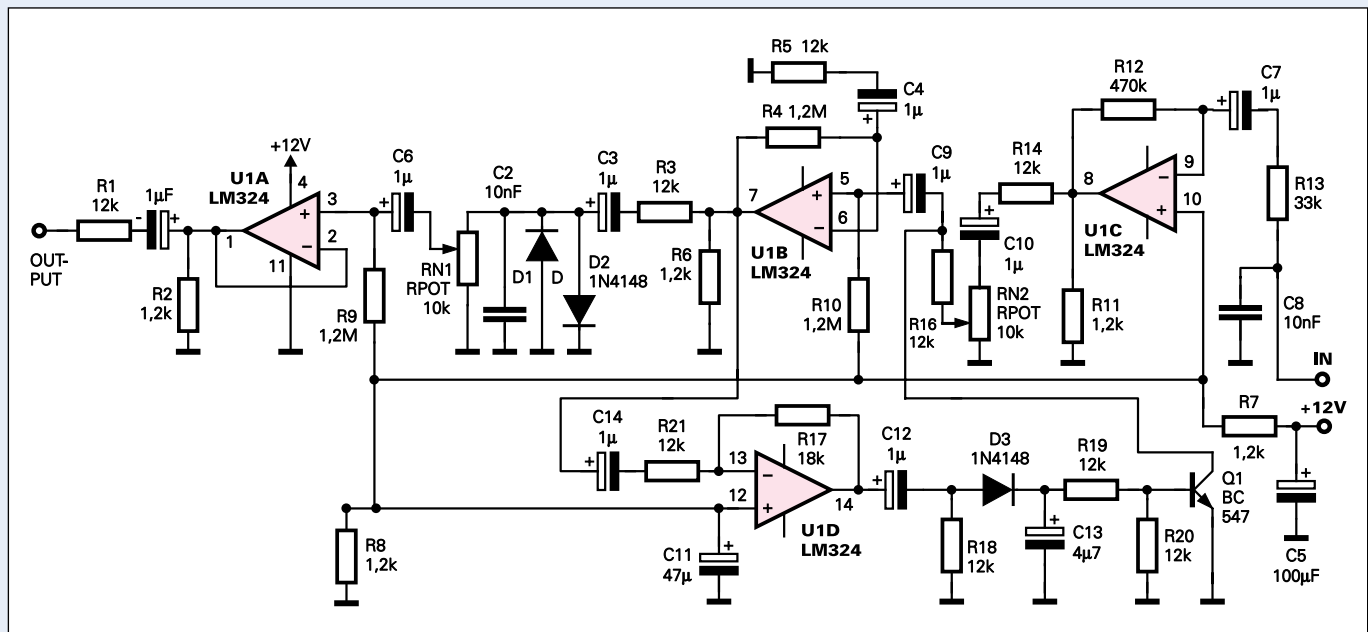 R5 12k
C4
1µ
R4 1,2M
R12
470k
C7
1µ
+12V
U1A
LM324
4
R1
12k
1µF
-
+
3
+
2
−
1
11
OUT-
PUT
R2
1,2k
R9
1,2M
C6
1µ
+
C2
10nF
C3
1µ
+
R3
12k
RN1
RPOT
10k
D1
D
D2
1N4148
R6
1,2k
+
7
5
+
6
−
U1B
LM324
R10
1,2M
C9
1µ
+
R14
12k
+
C10
1µ
R16
12k
RN2
RPOT
10k
8
9
−
10
+
U1C
LM324
R11
1,2k
+
R13
33k
C8
10nF
IN
+12V
R7
1,2k
C14
1µ
+
R21
12k
R17
18k
13
−
12
+
14
U1D
LM324
C12
1µ
+
D3
1N4148
R19
12k
Q1
BC
547
+
C5
100µF
R8
1,2k
C11
47µ
+
R18
12k
+
C13
4µ7
R20
12k